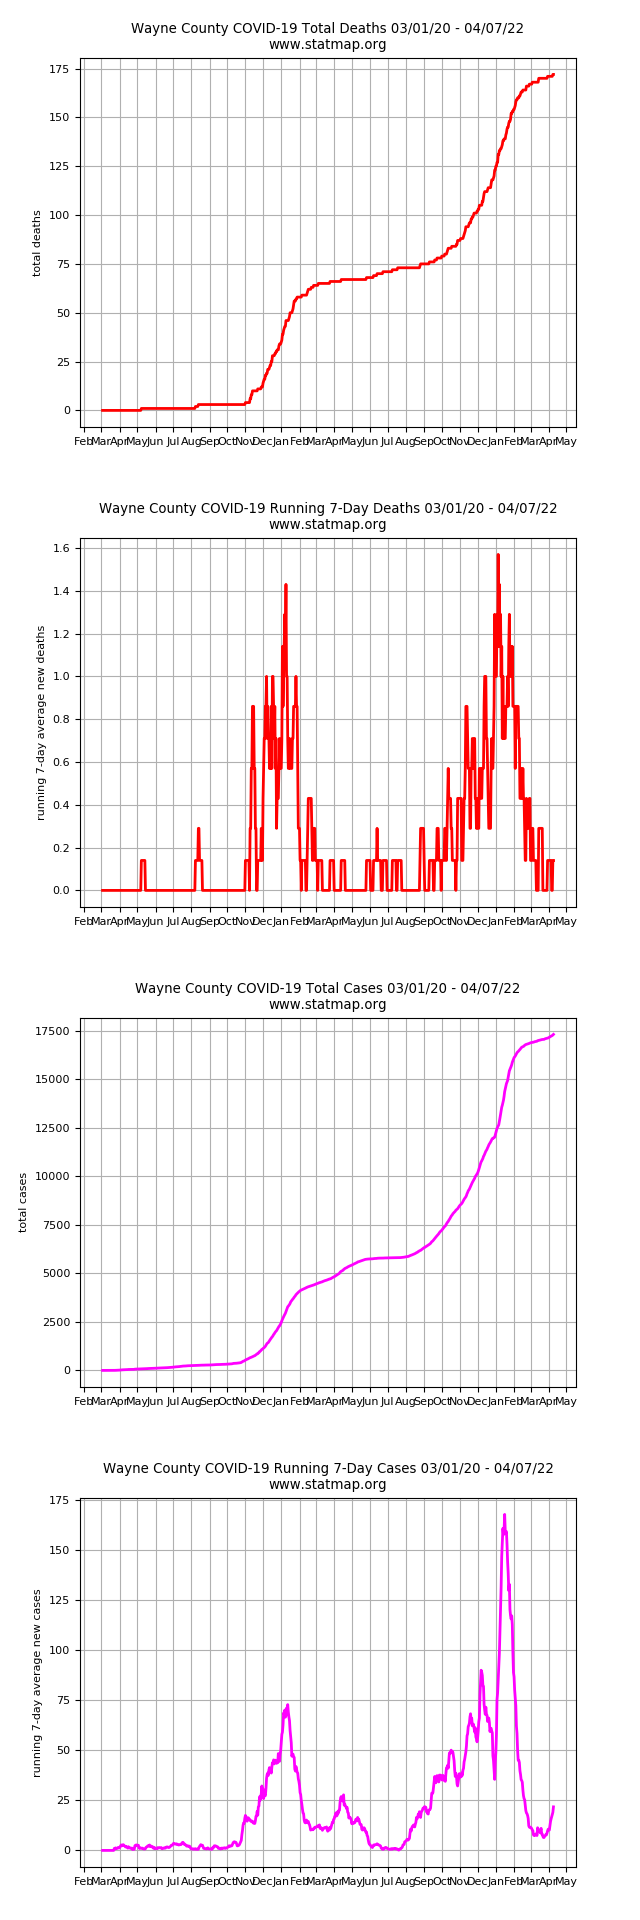 Wayne County COVID-19 Total Deaths 03/01/20 - 04/07/22
www.statmap.org
175
150
125
100
75
50
25
0
total deaths
Feb Mar Apr May Jun Jul Aug Sep Oct Nov Dec Jan Feb Mar Apr May Jun Jul Aug Sep Oct Nov Dec Jan Feb Mar Apr May
Wayne County COVID-19 Running 7-Day Deaths 03/01/20 - 04/07/22
www.statmap.org
1.6
1.4
1.2
1.0
0.8
0.6
0.4
0.2
0.0
running 7-day average new deaths
Feb Mar Apr May Jun Jul Aug Sep Oct Nov Dec Jan Feb Mar Apr May Jun Jul Aug Sep Oct Nov Dec Jan Feb Mar Apr May
Wayne County COVID-19 Total Cases 03/01/20 - 04/07/22
www.statmap.org
17500
15000
12500
10000
7500
5000
2500
0
total cases
Feb Mar Apr May Jun Jul Aug Sep Oct Nov Dec Jan Feb Mar Apr May Jun Jul Aug Sep Oct Nov Dec Jan Feb Mar Apr May
Wayne County COVID-19 Running 7-Day Cases 03/01/20 - 04/07/22
www.statmap.org
175
150
125
100
75
50
25
0
running 7-day average new cases
Feb Mar Apr May Jun Jul Aug Sep Oct Nov Dec Jan Feb Mar Apr May Jun Jul Aug Sep Oct Nov Dec Jan Feb Mar Apr May